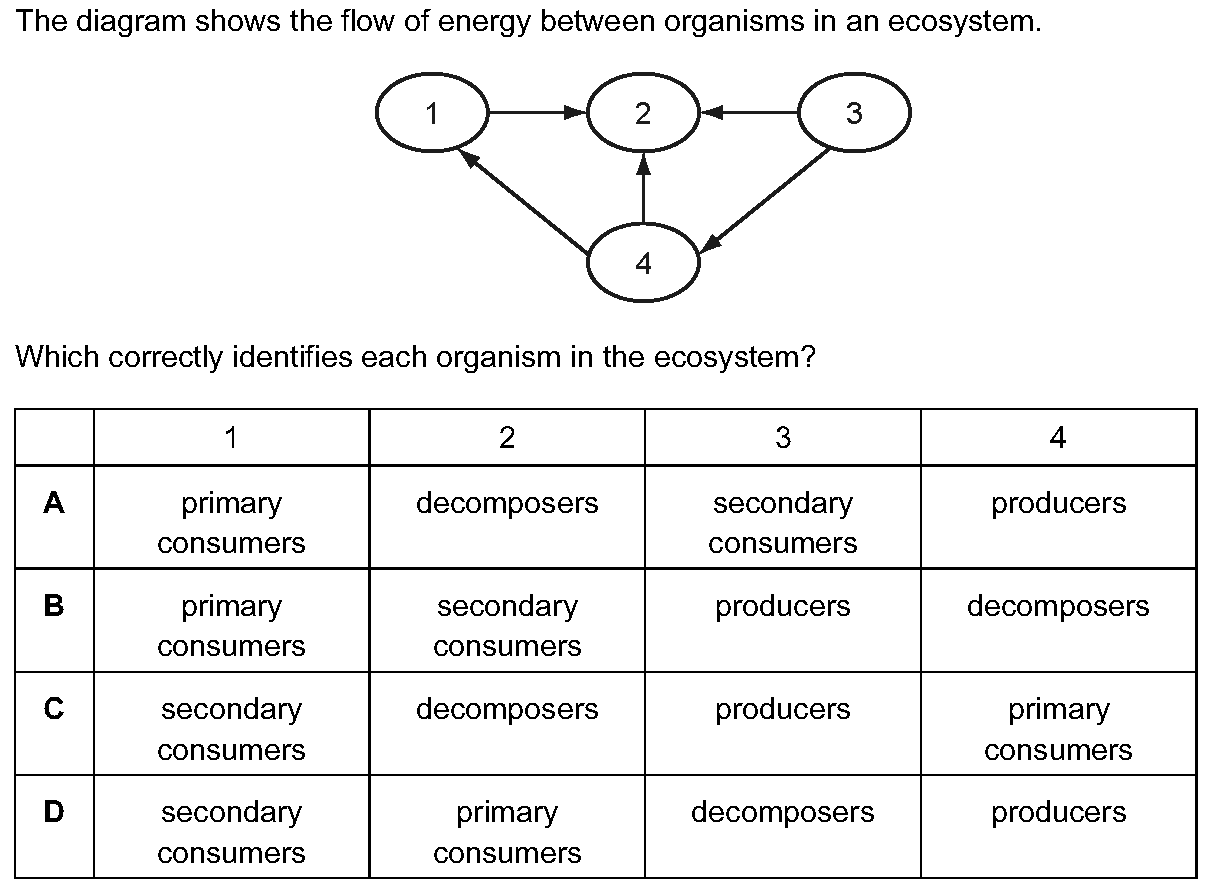 The diagram shows the flow of energy between organisms in an ecosystem.
1 2 3
4
Which correctly identifies each organism in the ecosystem?
1 2 3 4
A primary consumers decomposers secondary consumers producers
B primary consumers secondary consumers producers decomposers
C secondary consumers decomposers producers primary consumers
D secondary consumers primary consumers decomposers producers